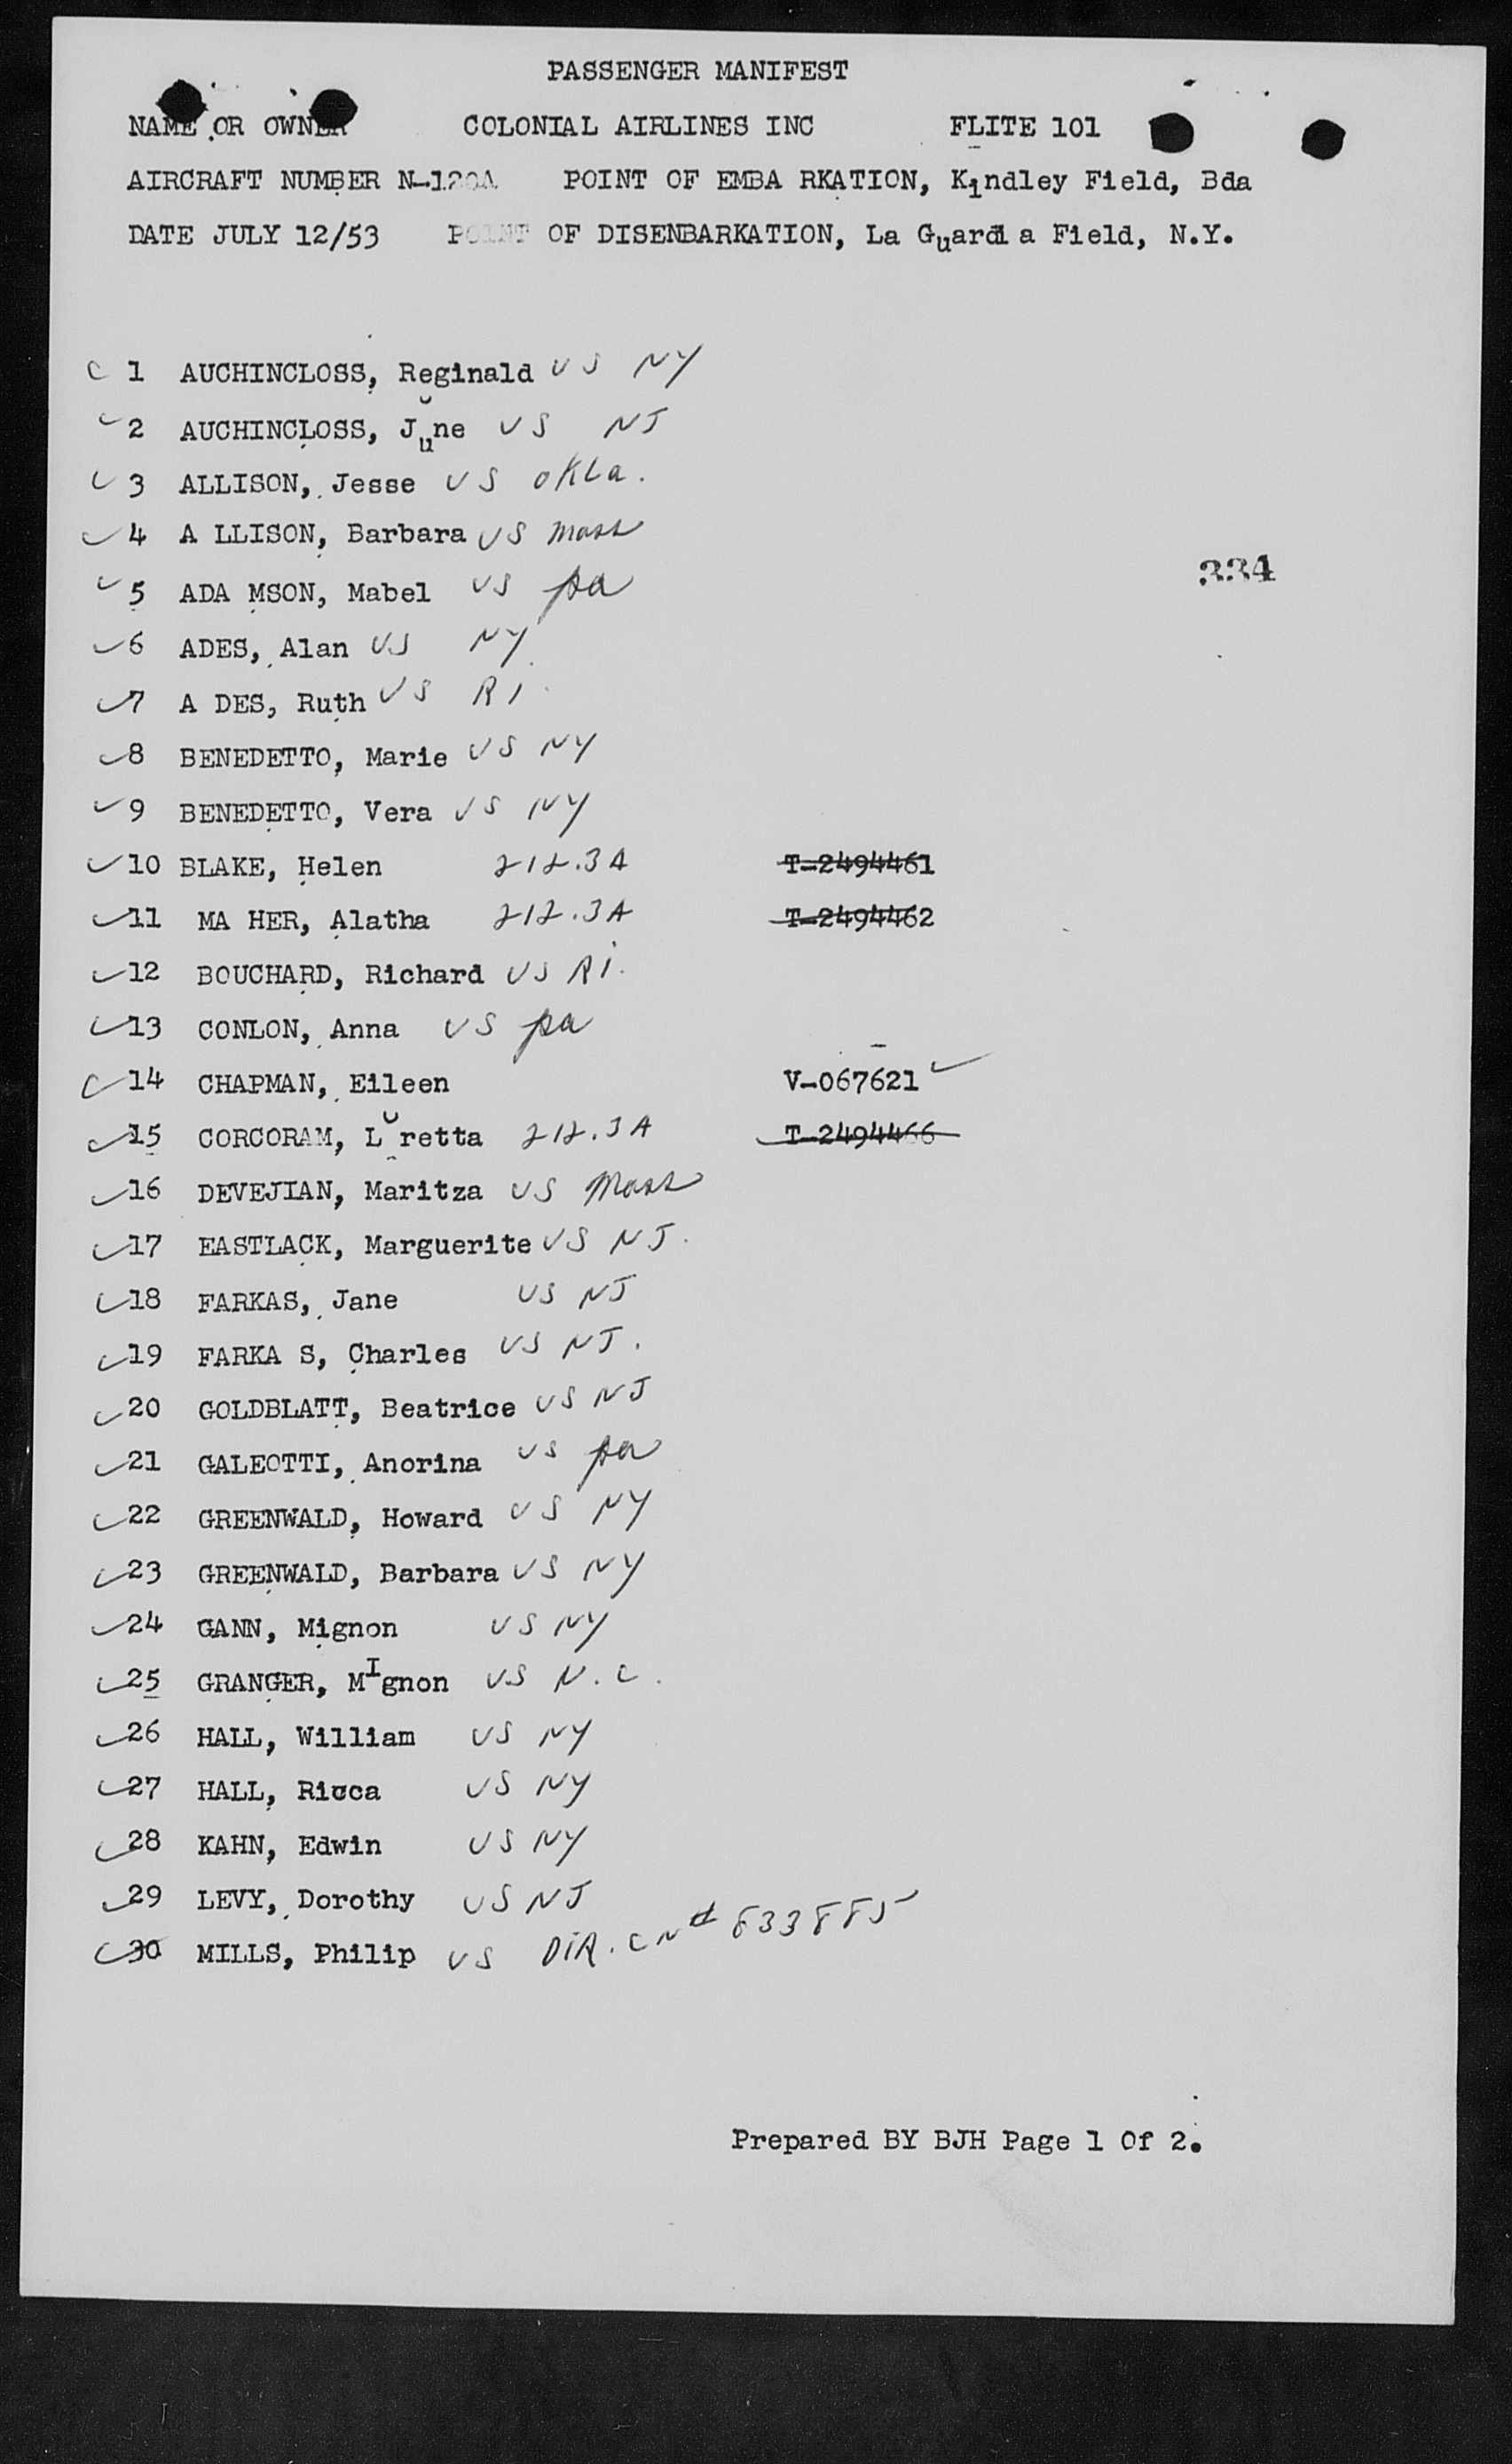 PASSENGER MANIFEST
NAME OR OWNER COLONIAL AIRLINES INC FLITE 101
AIRCRAFT NUMBER N-120A POINT OF EMBA RKATION, Kindley Field, Bda
DATE JULY 12/53 POINT OF DISENBARKATION, La Guardi a Field, N.Y.
1 AUCHINCLOSS, Reginald US NY
2 AUCHINCLOSS, June US NJ
3 ALLISON, Jesse US OKLa.
4 A LLISON, Barbara US Mass
334
5 ADA MSON, Mabel US pa
6 ADES, Alan US NY
7 A DES, Ruth US RI
8 BENEDETTO, Marie US NY
9 BENEDETTO, Vera US NY
10 BLAKE, Helen 212.3A T-2494461
11 MA HER, Alatha 212.3A T-2494462
12 BOUCHARD, Richard US Ri.
13 CONLON, Anna US pa
14 CHAPMAN, Eileen V-067621
15 CORCORAM, L retta 212.3A T-2494466
16 DEVEJIAN, Maritza US Mass
17 EASTLACK, Marguerite US NJ.
18 FARKAS, Jane US NJ
19 FARKA S, Charles US NJ.
20 GOLDBLATT, Beatrice US NJ
21 GALEOTTI, Anorina US pa
22 GREENWALD, Howard US NY
23 GREENWALD, Barbara US NY
24 GANN, Mignon US NY
25 GRANGER, MIgnon US N.C.
26 HALL, William US NY
27 HALL, Ricca US NY
28 KAHN, Edwin US NY
29 LEVY, Dorothy US NJ
30 MILLS, Philip US DIR. CN# 833885
Prepared BY BJH Page 1 Of 2.